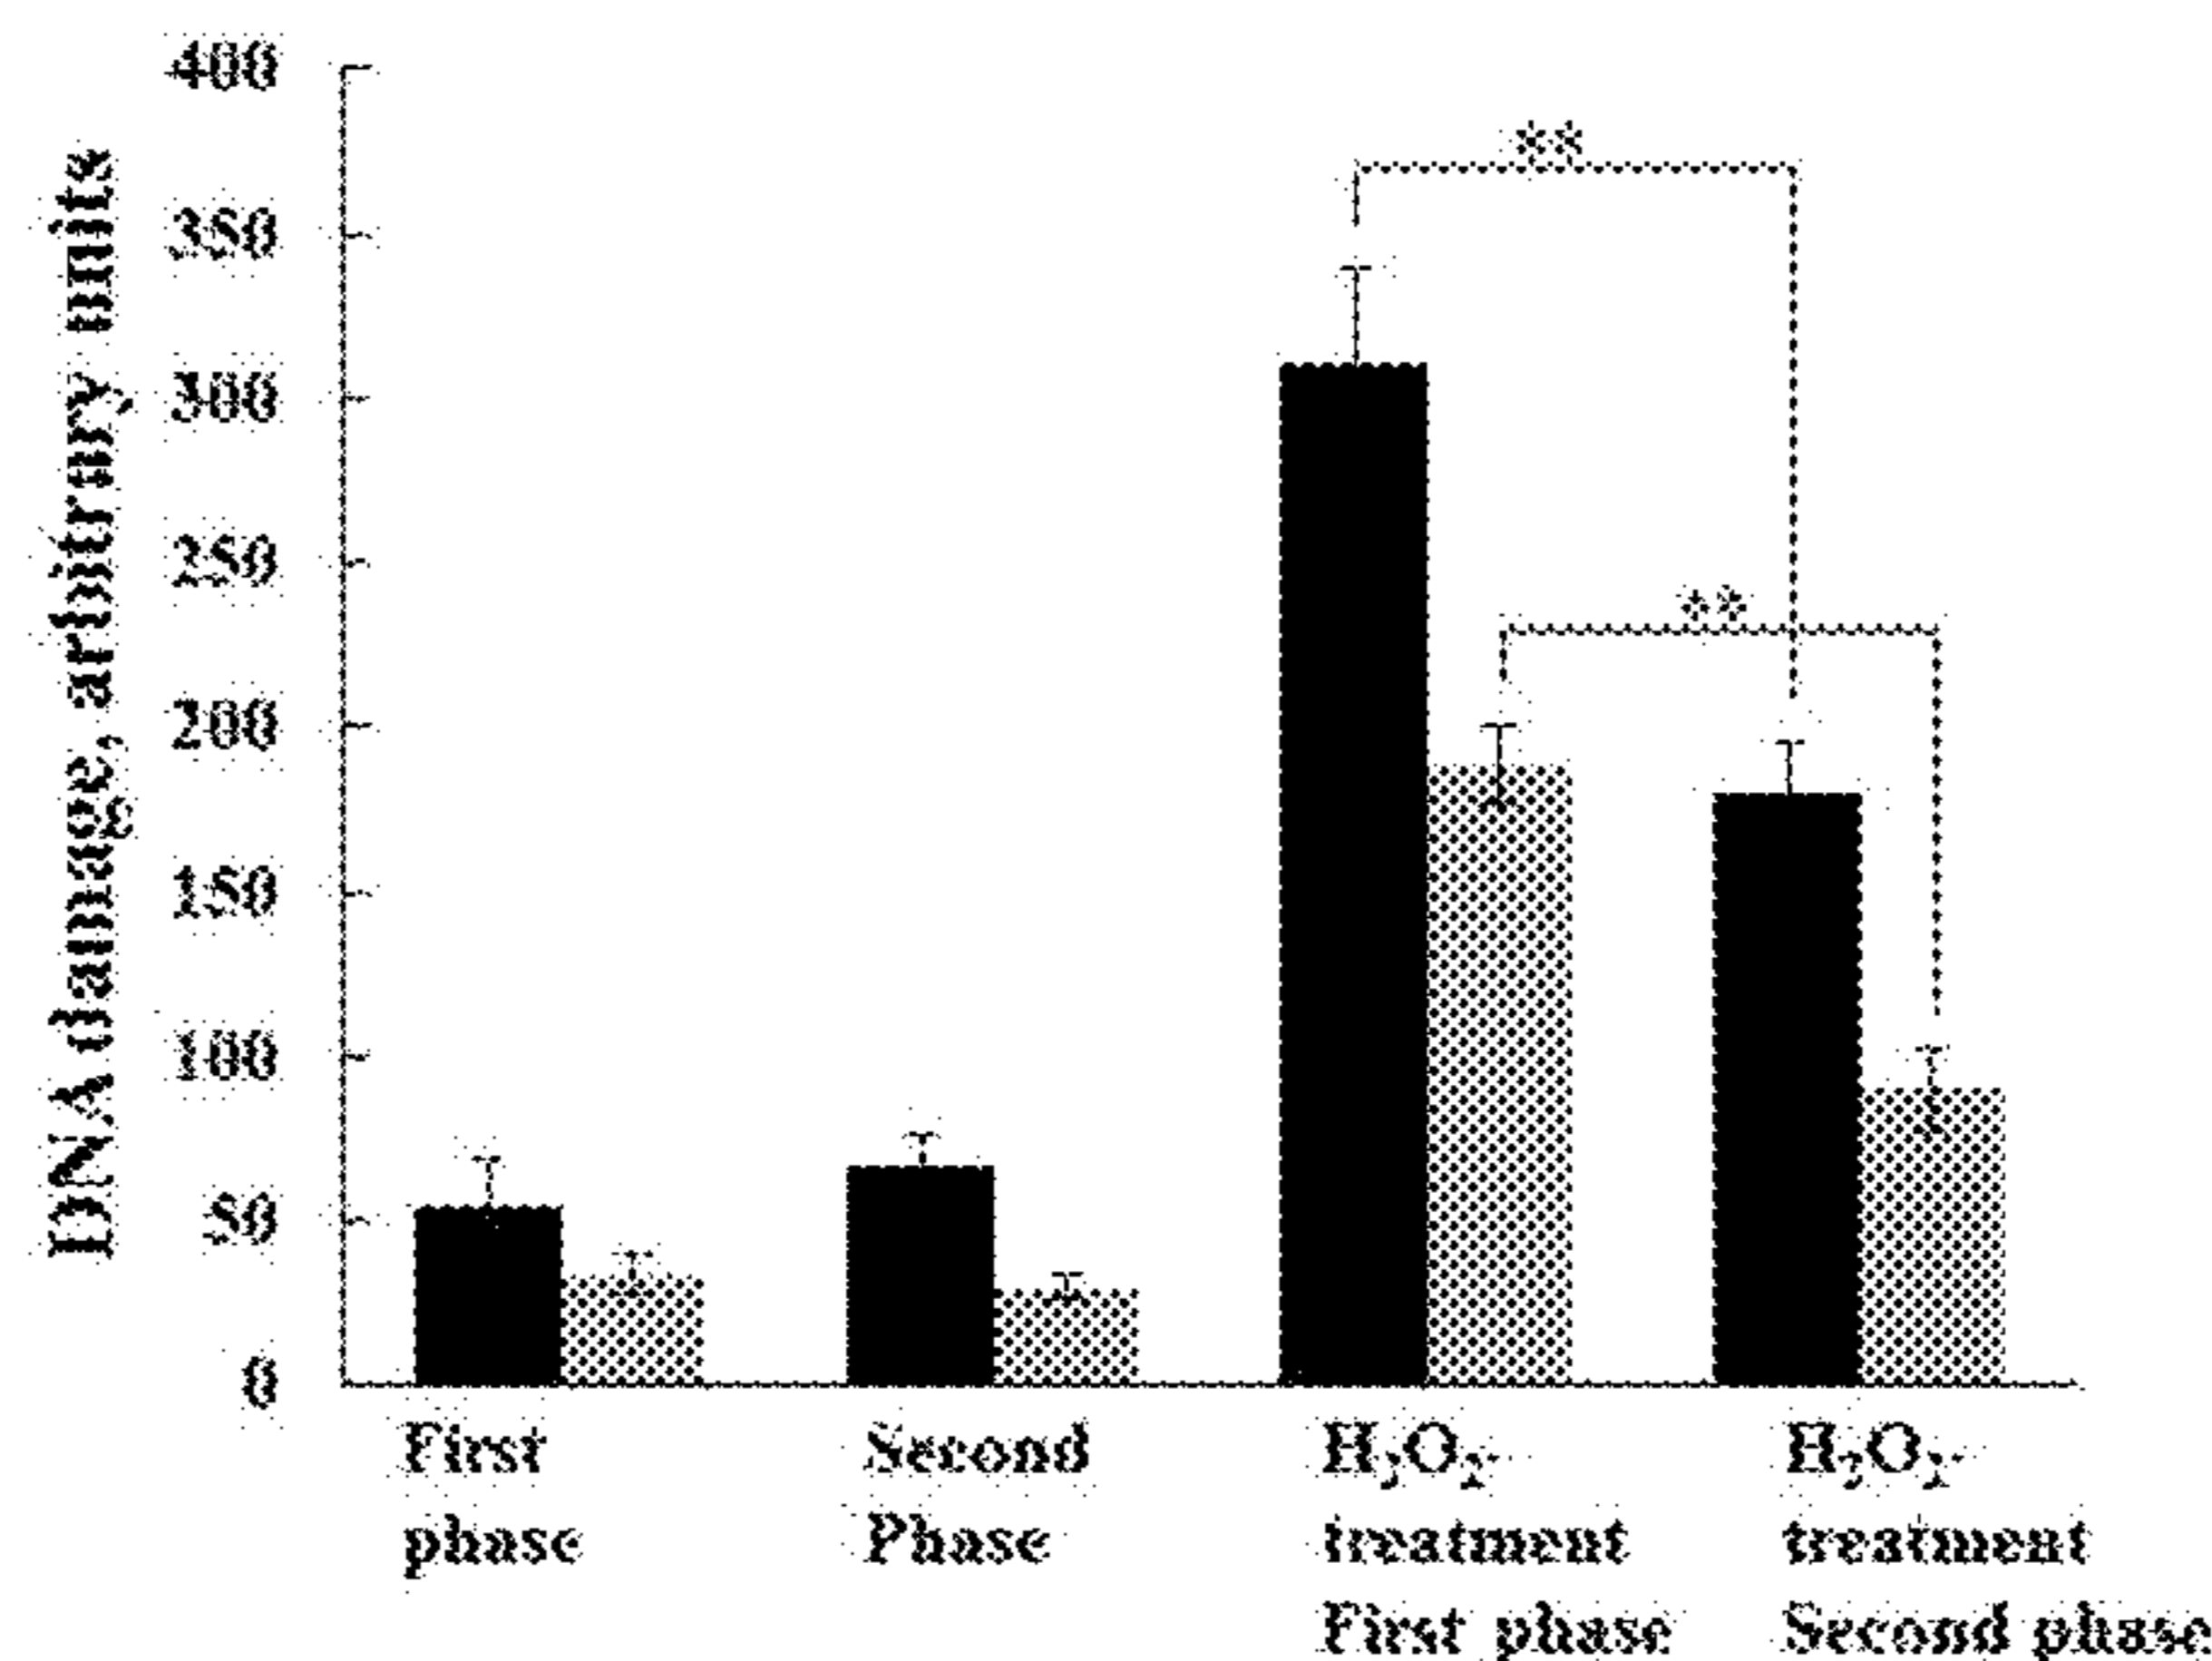 DNA damage, arbitrary units
400
350
300
250
200
150
100
50
0
**
**
First
phase
Second
Phase
H₂O₂-
treatment
First phase
H₂O₂-
treatment
Second phase